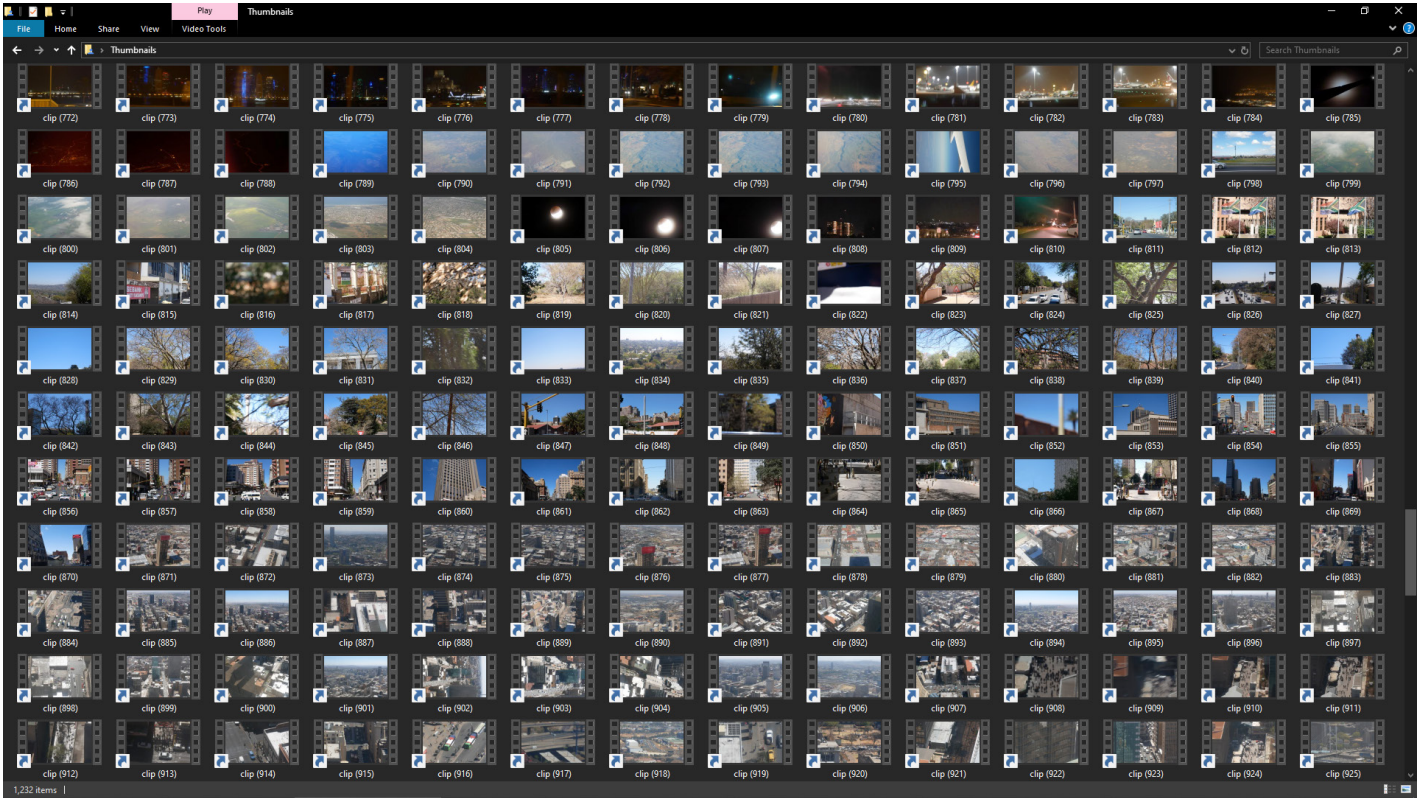 Play Thumbnails
File Home Share View Video Tools
Thumbnails Search Thumbnails
clip (772) clip (773) clip (774) clip (775) clip (776) clip (777) clip (778) clip (779) clip (780) clip (781) clip (782) clip (783) clip (784) clip (785)
clip (786) clip (787) clip (788) clip (789) clip (790) clip (791) clip (792) clip (793) clip (794) clip (795) clip (796) clip (797) clip (798) clip (799)
clip (800) clip (801) clip (802) clip (803) clip (804) clip (805) clip (806) clip (807) clip (808) clip (809) clip (810) clip (811) clip (812) clip (813)
clip (814) clip (815) clip (816) clip (817) clip (818) clip (819) clip (820) clip (821) clip (822) clip (823) clip (824) clip (825) clip (826) clip (827)
clip (828) clip (829) clip (830) clip (831) clip (832) clip (833) clip (834) clip (835) clip (836) clip (837) clip (838) clip (839) clip (840) clip (841)
clip (842) clip (843) clip (844) clip (845) clip (846) clip (847) clip (848) clip (849) clip (850) clip (851) clip (852) clip (853) clip (854) clip (855)
clip (856) clip (857) clip (858) clip (859) clip (860) clip (861) clip (862) clip (863) clip (864) clip (865) clip (866) clip (867) clip (868) clip (869)
clip (870) clip (871) clip (872) clip (873) clip (874) clip (875) clip (876) clip (877) clip (878) clip (879) clip (880) clip (881) clip (882) clip (883)
clip (884) clip (885) clip (886) clip (887) clip (888) clip (889) clip (890) clip (891) clip (892) clip (893) clip (894) clip (895) clip (896) clip (897)
clip (898) clip (899) clip (900) clip (901) clip (902) clip (903) clip (904) clip (905) clip (906) clip (907) clip (908) clip (909) clip (910) clip (911)
clip (912) clip (913) clip (914) clip (915) clip (916) clip (917) clip (918) clip (919) clip (920) clip (921) clip (922) clip (923) clip (924) clip (925)
1,232 items